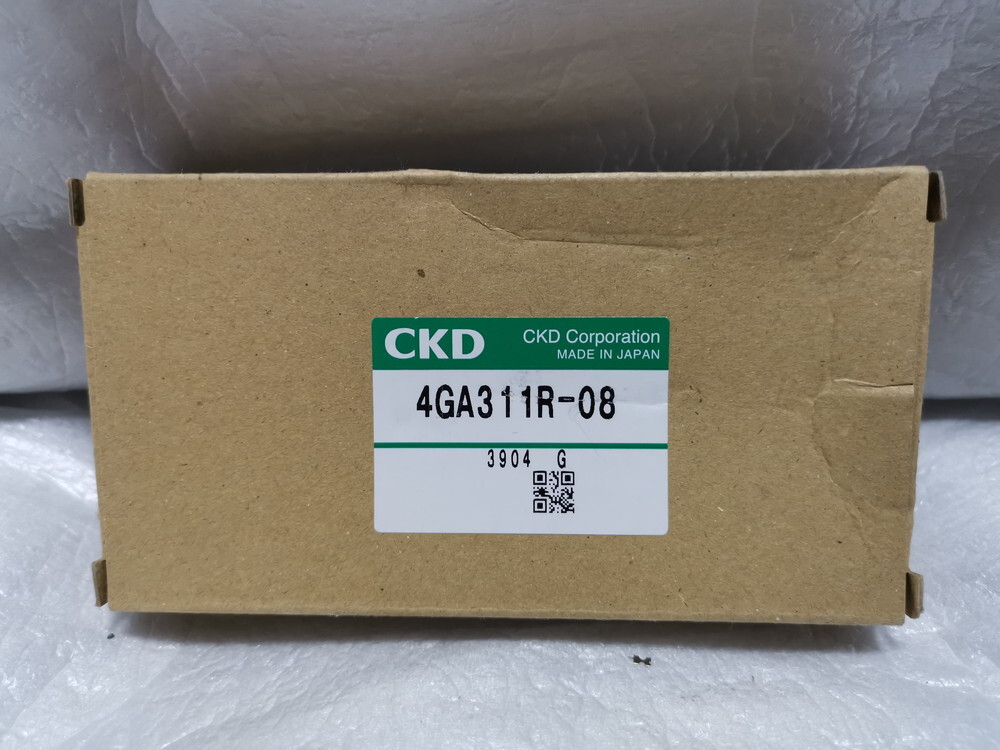 CKD
CKD Corporation
MADE IN JAPAN
4GA311R-08
3904 G